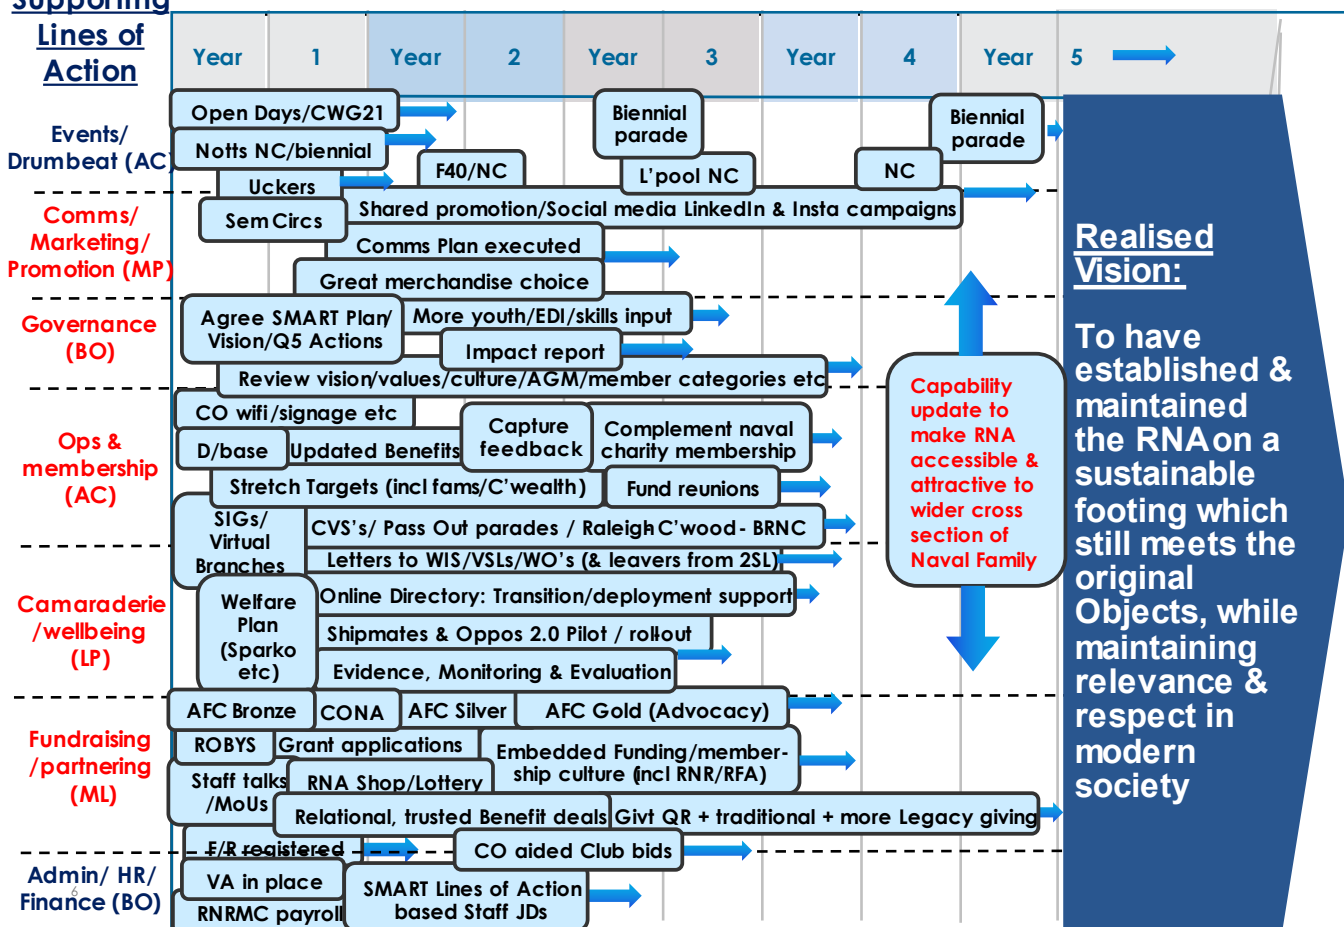 Supporting
Lines of
Action
Year 1 Year 2 Year 3 Year 4 Year 5
Events/
Drumbeat (AC)
Open Days/CWG21
Notts NC/biennial
Uckers
F40/NC
Biennial
parade
L'pool NC
NC
Biennial
parade
Comms/
Marketing/
Promotion (MP)
Sem Circs
Shared promotion/Social media LinkedIn & Insta campaigns
Comms Plan executed
Great merchandise choice
Governance
(BO)
Agree SMART Plan/
Vision/Q5 Actions
More youth/EDI/skills input
Impact report
Review vision/values/culture/AGM/member categories etc
Ops &
membership
(AC)
CO wifi/signage etc
D/base
Updated Benefits
Capture
feedback
Complement naval
charity membership
Stretch Targets (incl fams/C'wealth)
Fund reunions
SIGs/
Virtual
Branches
CVS's/ Pass Out parades / Raleigh-C'wood - BRNC
Letters to WIS/VSLs/WO's (& leavers from 2SL)
Camaraderie
/wellbeing
(LP)
Welfare
Plan
(Sparko
etc)
Online Directory: Transition/deployment support
Shipmates & Oppos 2.0 Pilot / roll-out
Evidence, Monitoring & Evaluation
Fundraising
/partnering
(ML)
AFC Bronze
CONA
AFC Silver
AFC Gold (Advocacy)
ROBYS
Grant applications
Embedded Funding/member-
ship culture (incl RNR/RFA)
Staff talks
/MoUs
RNA Shop/Lottery
Relational, trusted Benefit deals
Givt QR + traditional + more Legacy giving
F/R registered
CO aided Club bids
Admin/ HR/
Finance (BO)
6
VA in place
RNRMC payroll
SMART Lines of Action
based Staff JDs
Capability
update to
make RNA
accessible &
attractive to
wider cross
section of
Naval Family
Realised
Vision:
To have
established &
maintained
the RNA on a
sustainable
footing which
still meets the
original
Objects, while
maintaining
relevance &
respect in
modern
society